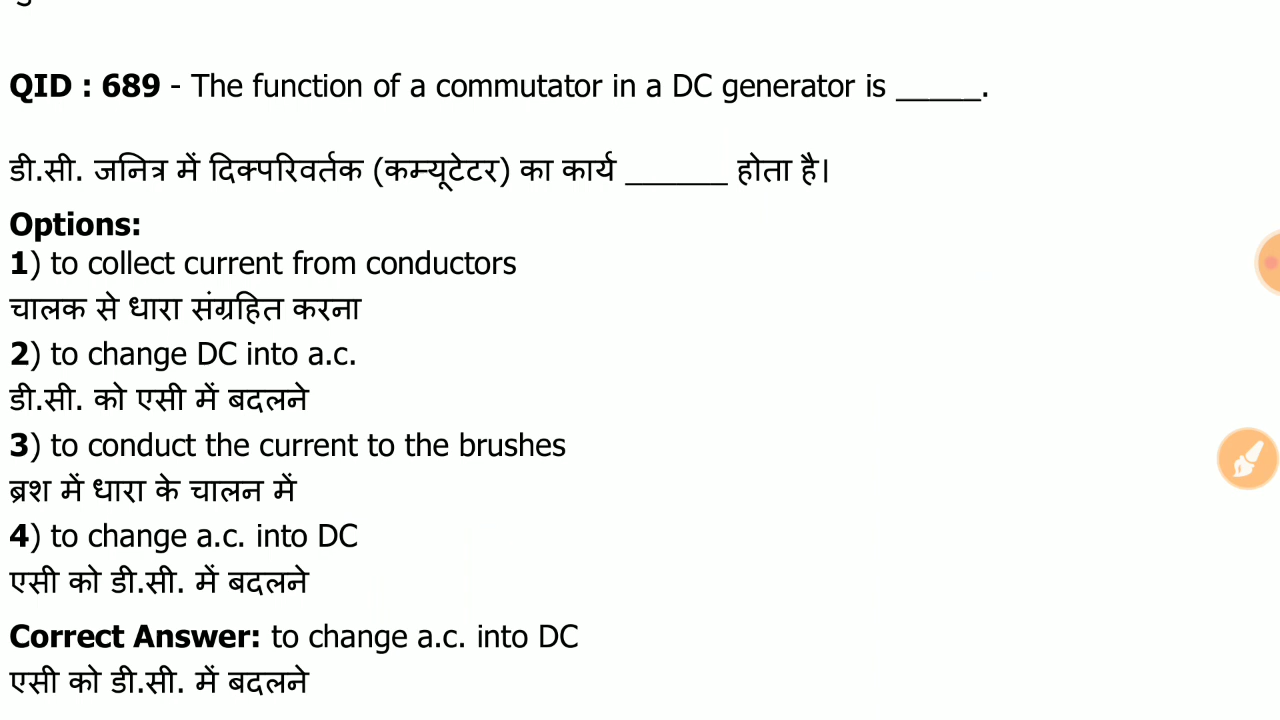 QID : 689 - The function of a commutator in a DC generator is _____.
डी.सी. जनित्र में दिक्परिवर्तक (कम्यूटेटर) का कार्य ______ होता है।
Options:
1) to collect current from conductors
चालक से धारा संग्रहित करना
2) to change DC into a.c.
डी.सी. को एसी में बदलने
3) to conduct the current to the brushes
ब्रश में धारा के चालन में
4) to change a.c. into DC
एसी को डी.सी. में बदलने
Correct Answer: to change a.c. into DC
एसी को डी.सी. में बदलने